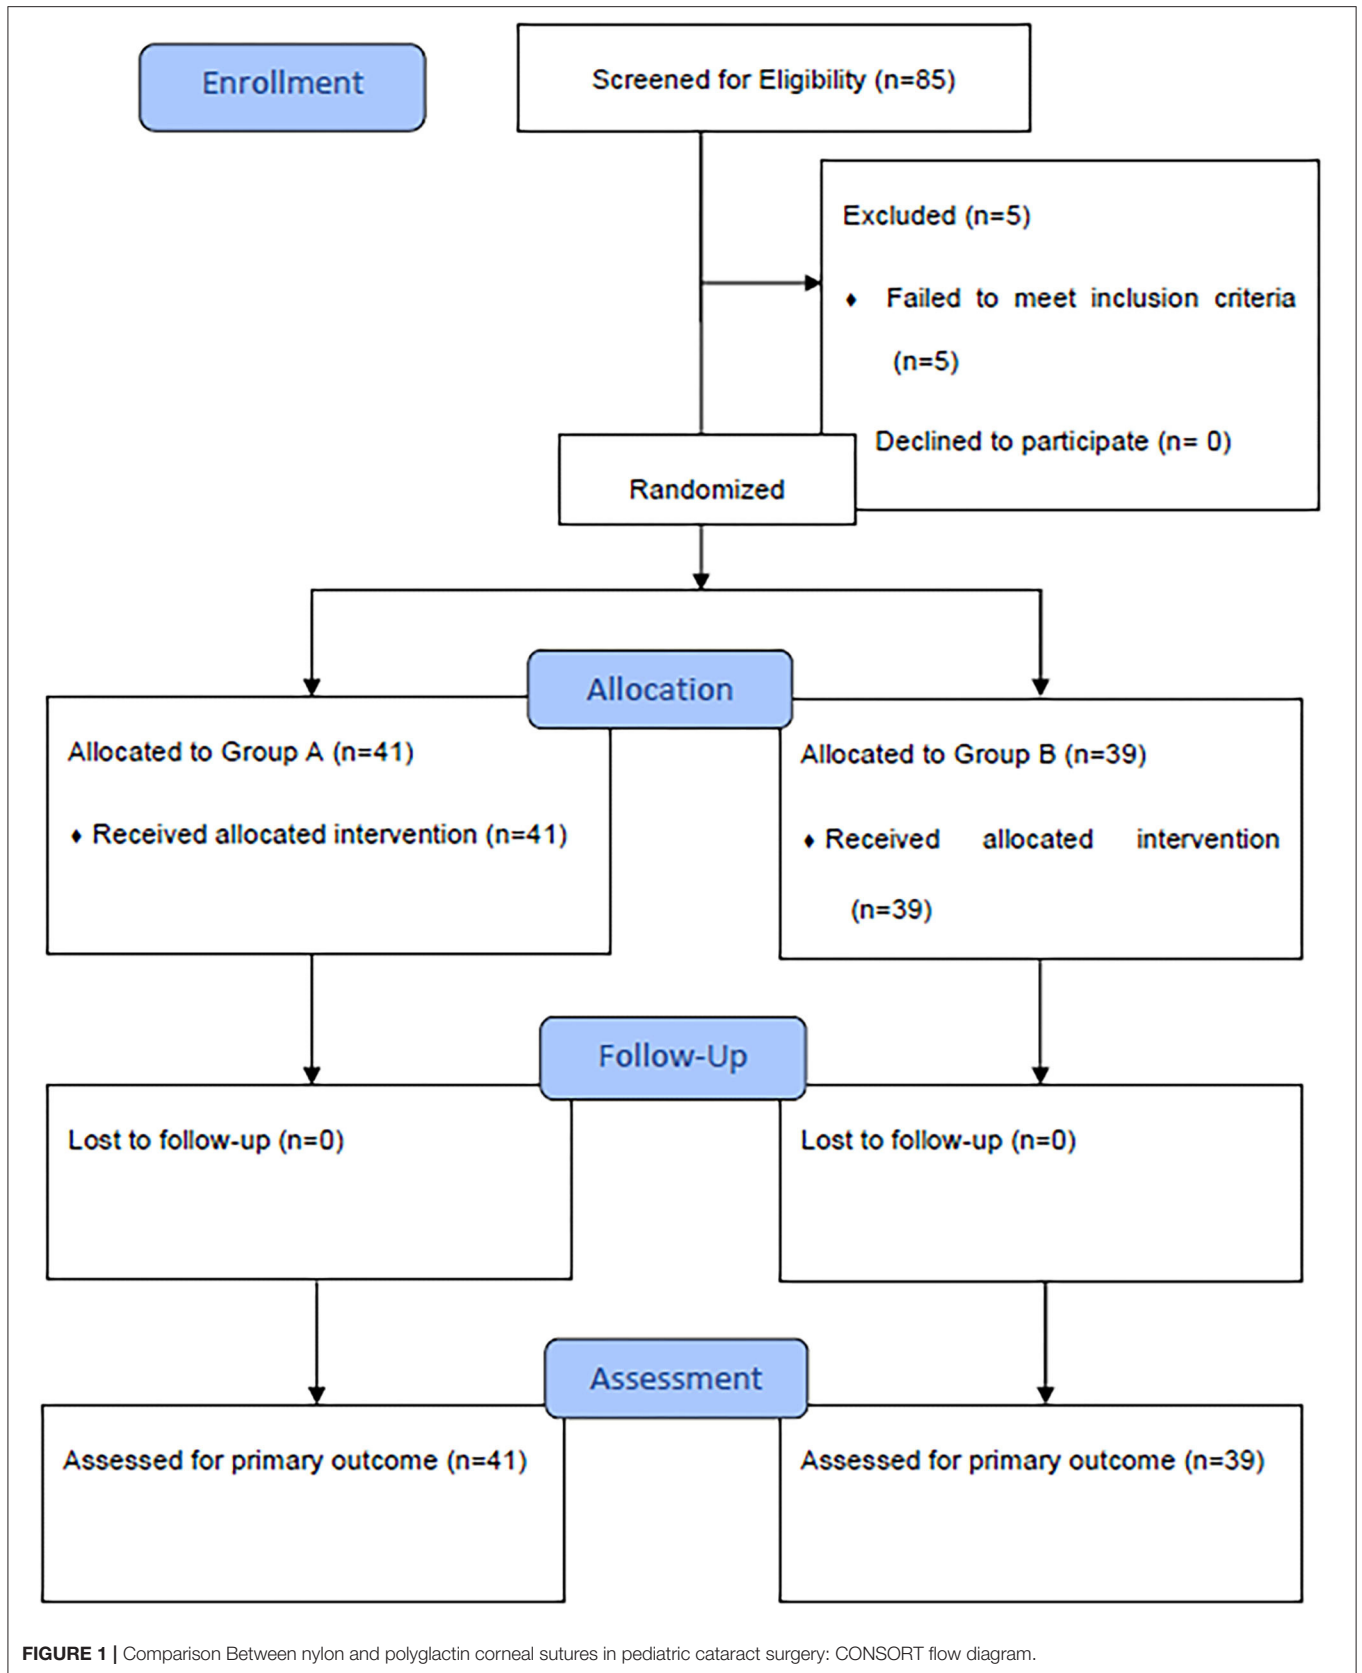 Enrollment
Screened for Eligibility (n=85)
Excluded (n=5)
♦ Failed to meet inclusion criteria
(n=5)
Declined to participate (n= 0)
Randomized
Allocation
Allocated to Group A (n=41)
♦ Received allocated intervention (n=41)
Allocated to Group B (n=39)
♦ Received allocated intervention
(n=39)
Follow-Up
Lost to follow-up (n=0)
Lost to follow-up (n=0)
Assessment
Assessed for primary outcome (n=41)
Assessed for primary outcome (n=39)
FIGURE 1 | Comparison Between nylon and polyglactin corneal sutures in pediatric cataract surgery: CONSORT flow diagram.